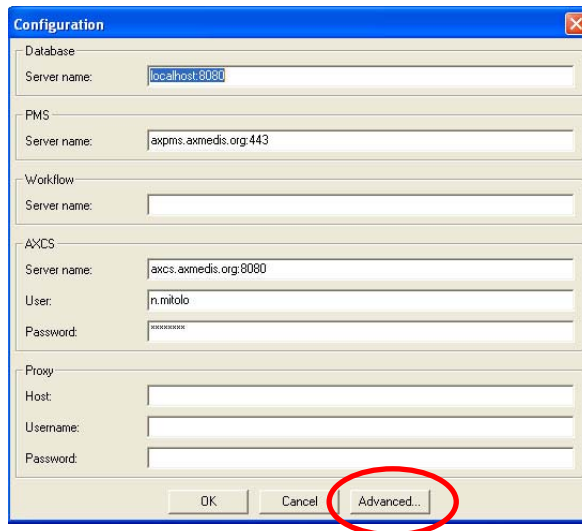 Configuration
Database
Server name: localhost:8080
PMS
Server name: axpms.axmedis.org:443
Workflow
Server name:
AXCS
Server name: axcs.axmedis.org:8080
User: n.mitolo
Password: ********
Proxy
Host:
Username:
Password:
OK Cancel Advanced...